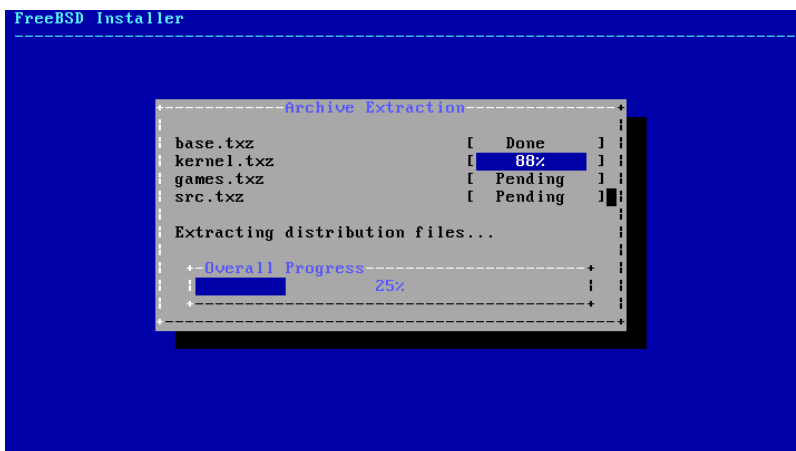 FreeBSD Installer
Archive Extraction
base.txz [ Done ]
kernel.txz [ 88% ]
games.txz [ Pending ]
src.txz [ Pending ]
Extracting distribution files...
Overall Progress
25%